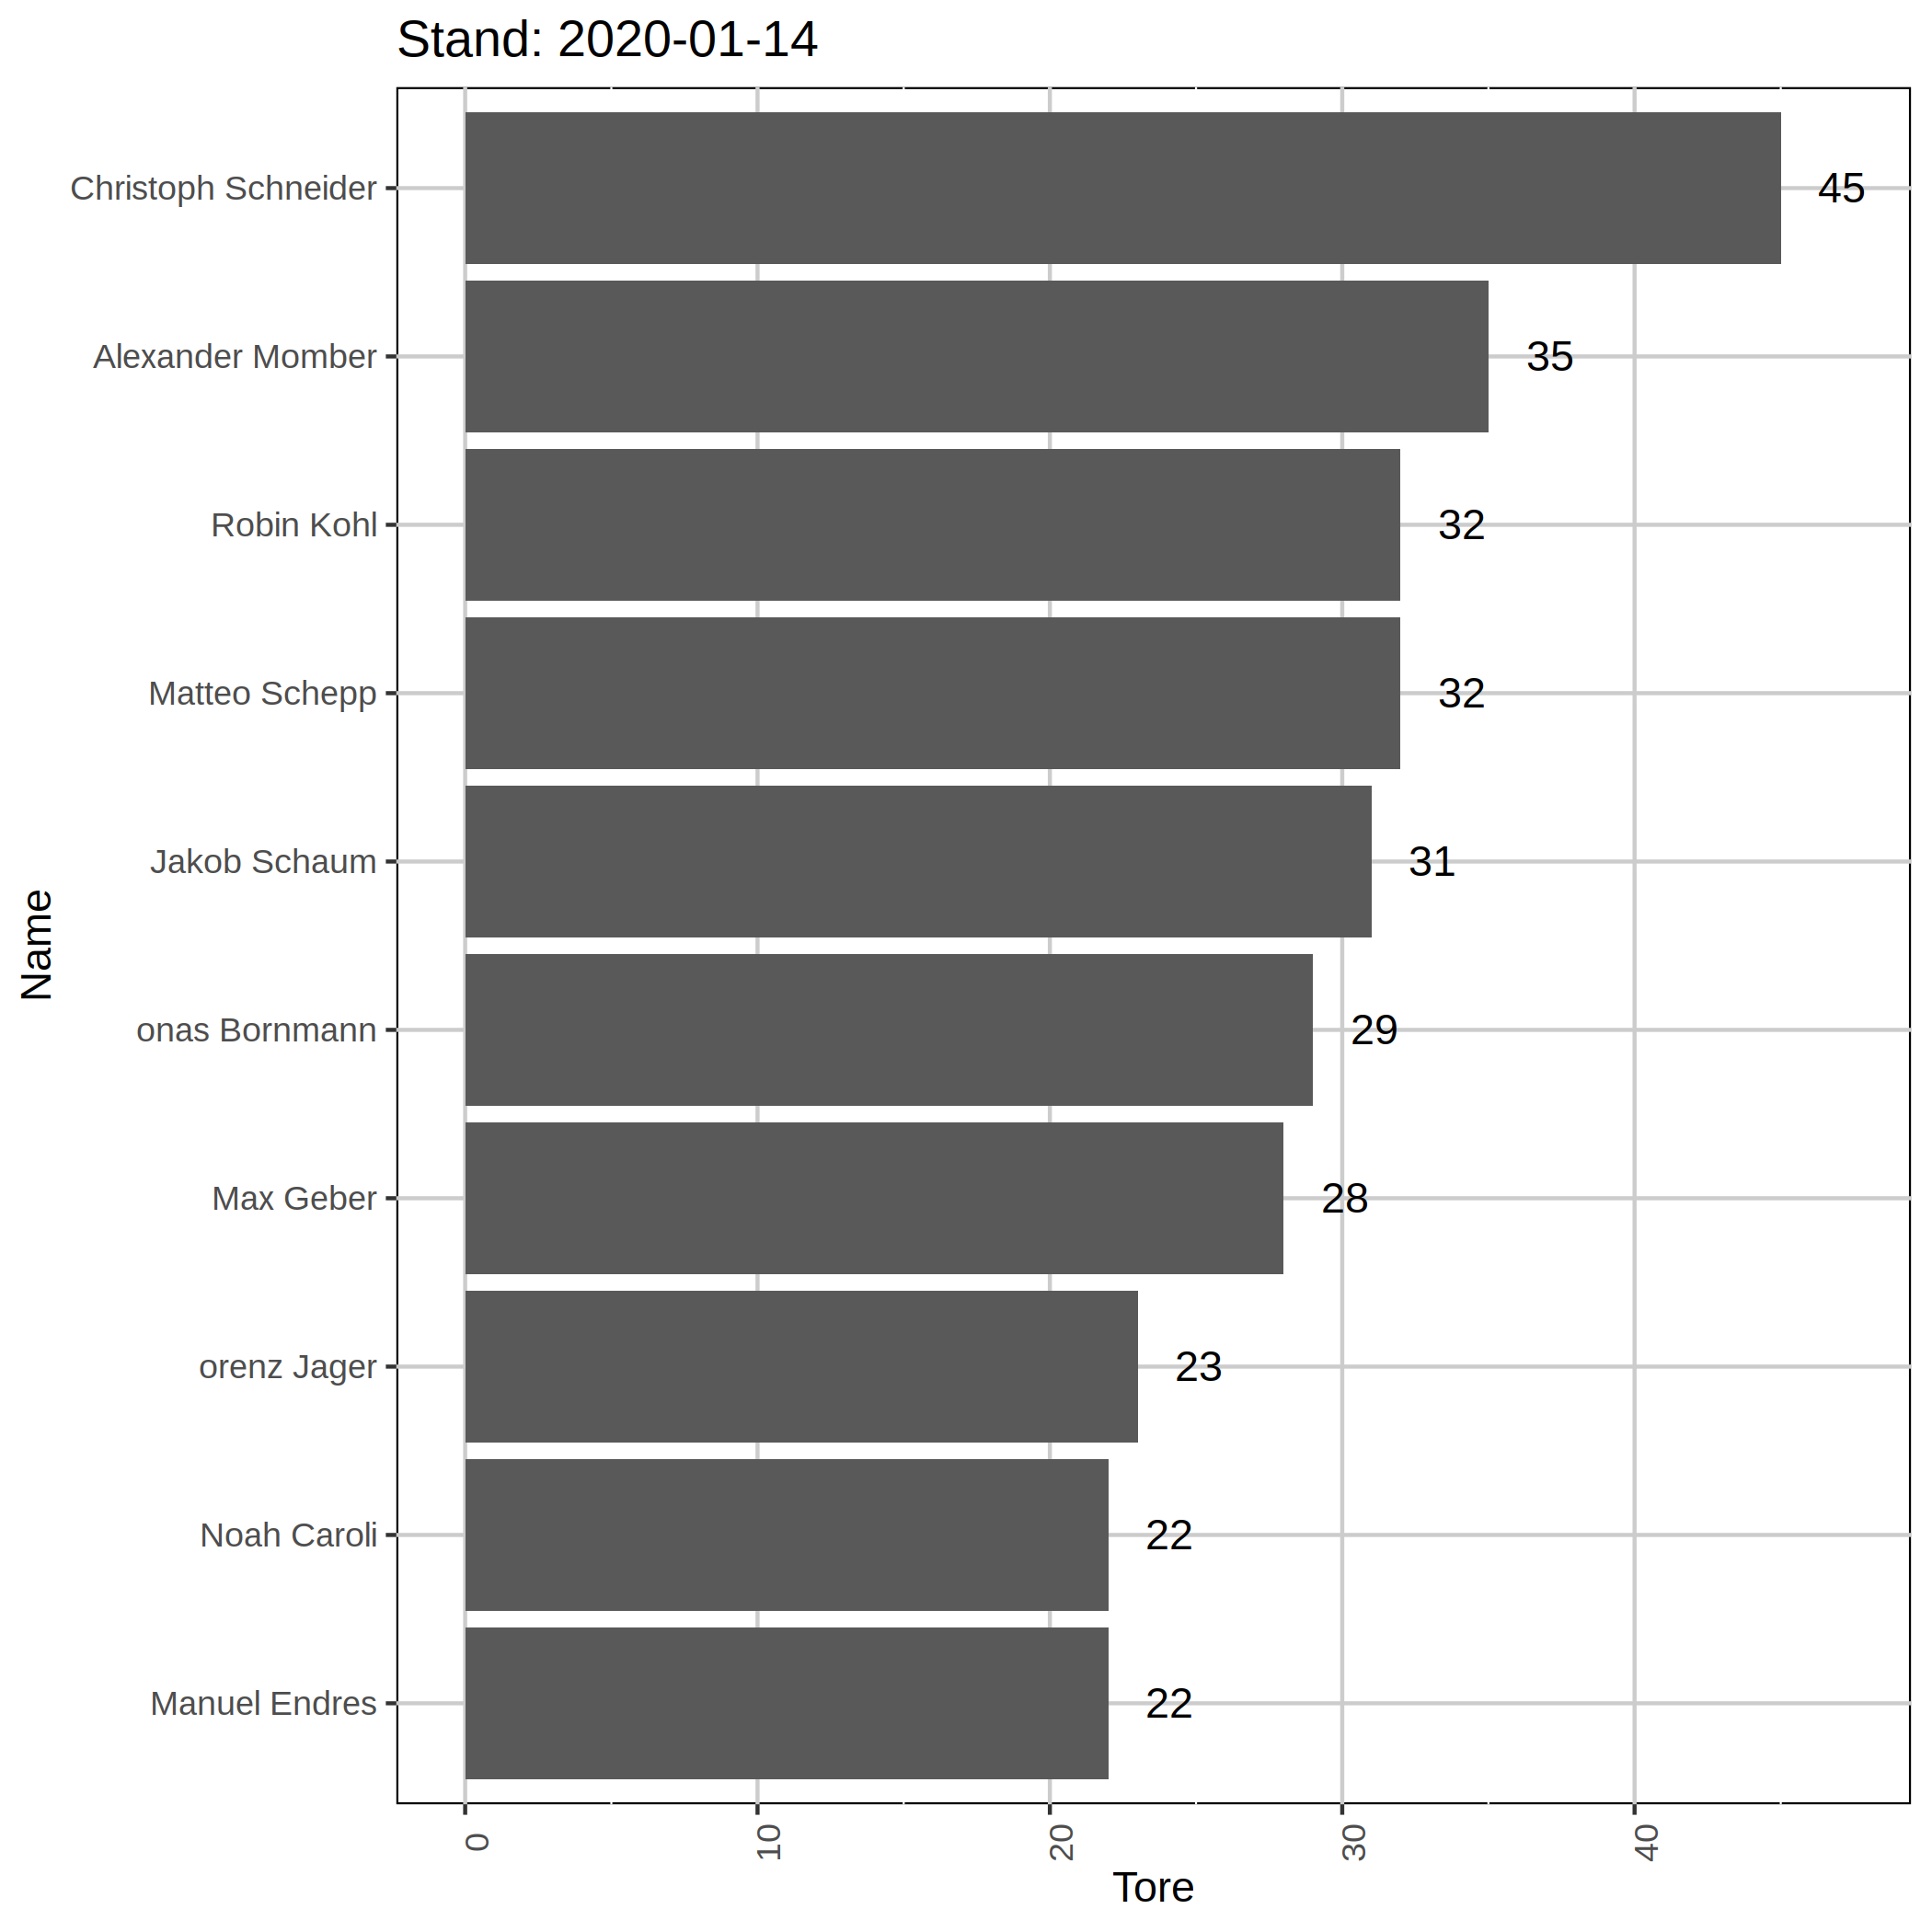 Stand: 2020-01-14
Christoph Schneider 45
Alexander Momber 35
Robin Kohl 32
Matteo Schepp 32
Jakob Schaum 31
onas Bornmann 29
Max Geber 28
orenz Jager 23
Noah Caroli 22
Manuel Endres 22
Name
0 10 20 30 40
Tore